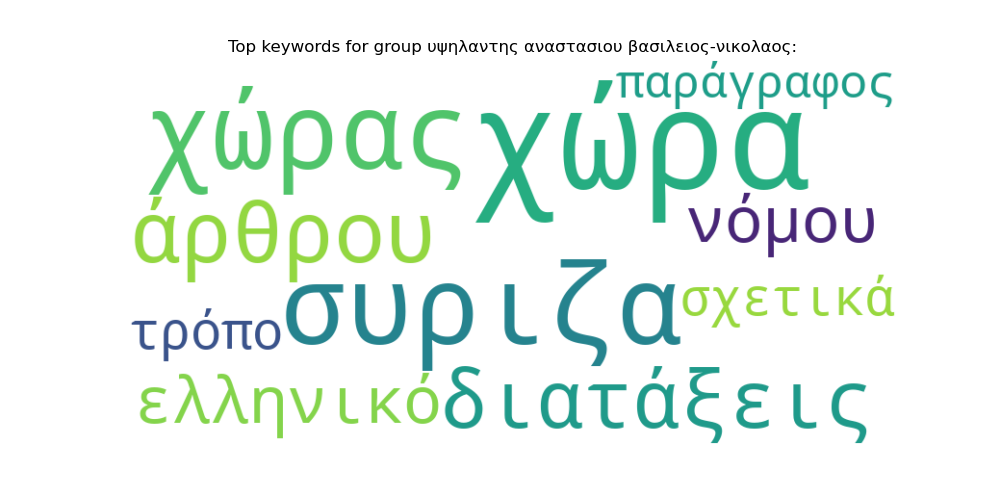 Top keywords for group υψηλαντης αναστασιου βασιλειος-νικολαος:
παράγραφος
χώρας χώρα
άρθρου νόμου
συριζα σχετικά
τρόπο
ελληνικό διατάξεις